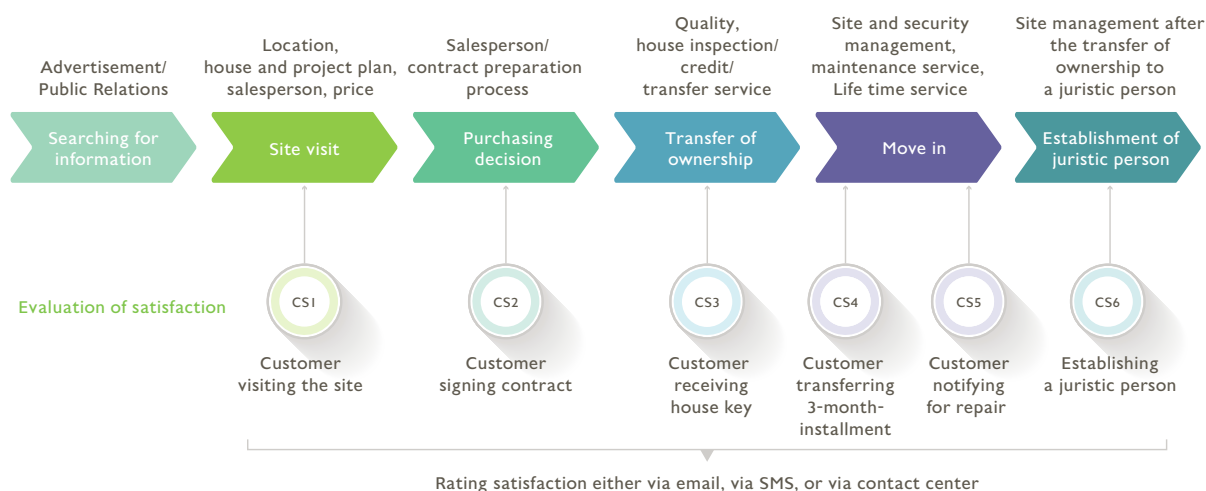 Advertisement/
Public Relations
Location,
house and project plan,
salesperson, price
Salesperson/
contract preparation
process
Quality,
house inspection/
credit/
transfer service
Site and security
management,
maintenance service,
Life time service
Site management after
the transfer of
ownership to
a juristic person
Searching for
information
Site visit
Purchasing
decision
Transfer of
ownership
Move in
Establishment of
juristic person
Evaluation of satisfaction
CS1
CS2
CS3
CS4
CS5
CS6
Customer
visiting the site
Customer
signing contract
Customer
receiving
house key
Customer
transferring
3-month-
installment
Customer
notifying
for repair
Establishing
a juristic person
Rating satisfaction either via email, via SMS, or via contact center